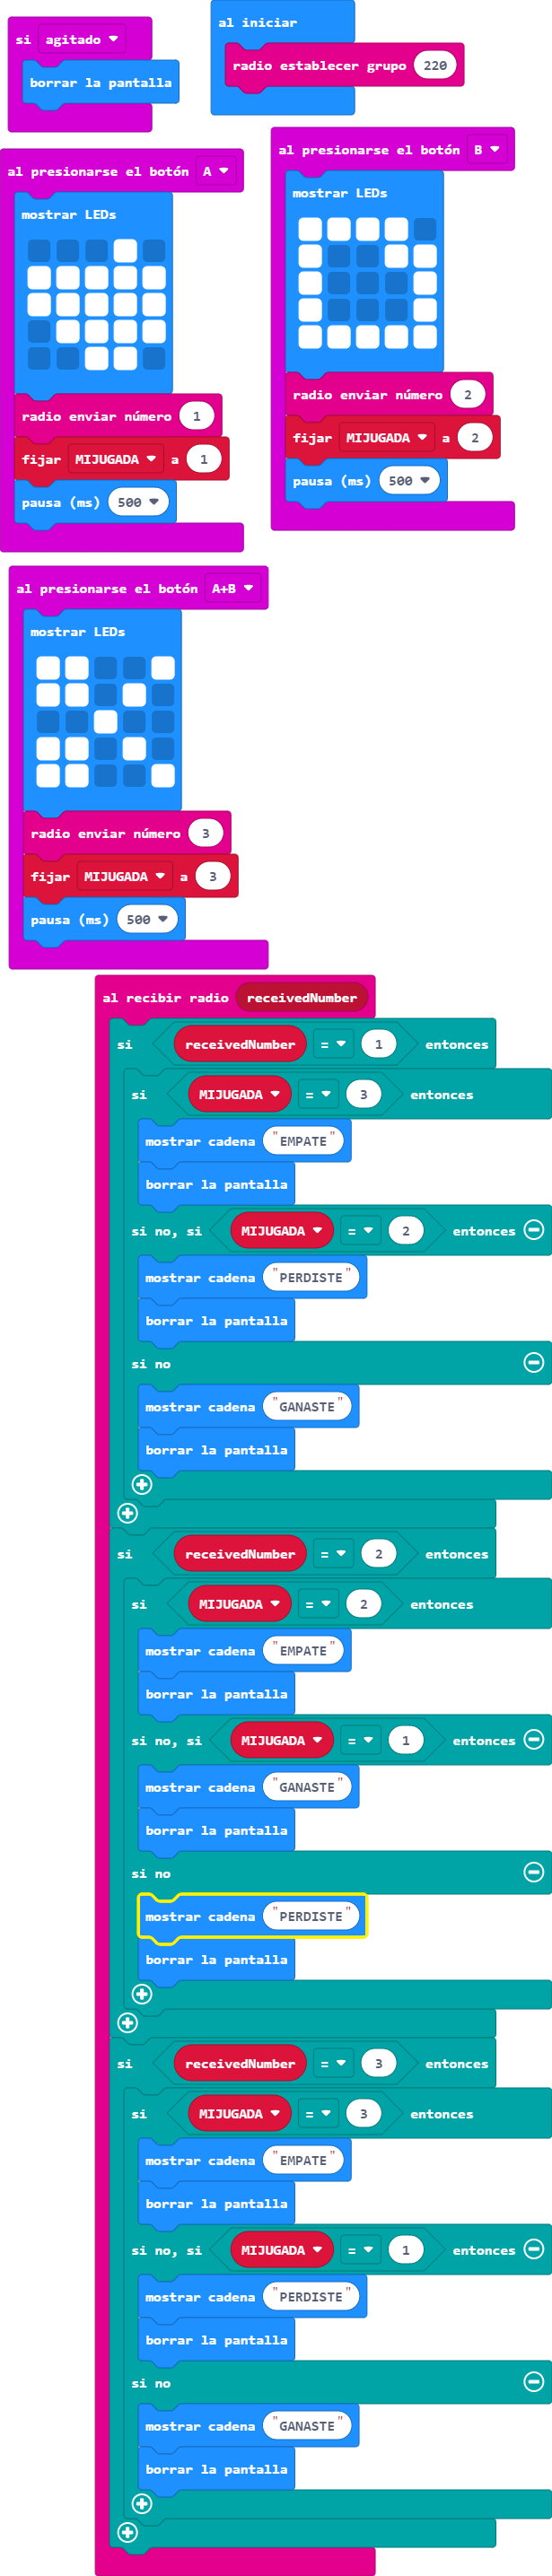 al iniciar
radio establecer grupo 220
si agitado
borrar la pantalla
al presionarse el botón A
mostrar LEDs
radio enviar número 1
fijar MIJUGADA a 1
pausa (ms) 500
al presionarse el botón B
mostrar LEDs
radio enviar número 2
fijar MIJUGADA a 2
pausa (ms) 500
al presionarse el botón A+B
mostrar LEDs
radio enviar número 3
fijar MIJUGADA a 3
pausa (ms) 500
al recibir radio receivedNumber
si receivedNumber = 1 entonces
si MIJUGADA = 3 entonces
mostrar cadena "EMPATE"
borrar la pantalla
si no, si MIJUGADA = 2 entonces
mostrar cadena "PERDISTE"
borrar la pantalla
si no
mostrar cadena "GANASTE"
borrar la pantalla
si receivedNumber = 2 entonces
si MIJUGADA = 2 entonces
mostrar cadena "EMPATE"
borrar la pantalla
si no, si MIJUGADA = 1 entonces
mostrar cadena "GANASTE"
borrar la pantalla
si no
mostrar cadena "PERDISTE"
borrar la pantalla
si receivedNumber = 3 entonces
si MIJUGADA = 3 entonces
mostrar cadena "EMPATE"
borrar la pantalla
si no, si MIJUGADA = 1 entonces
mostrar cadena "PERDISTE"
borrar la pantalla
si no
mostrar cadena "GANASTE"
borrar la pantalla